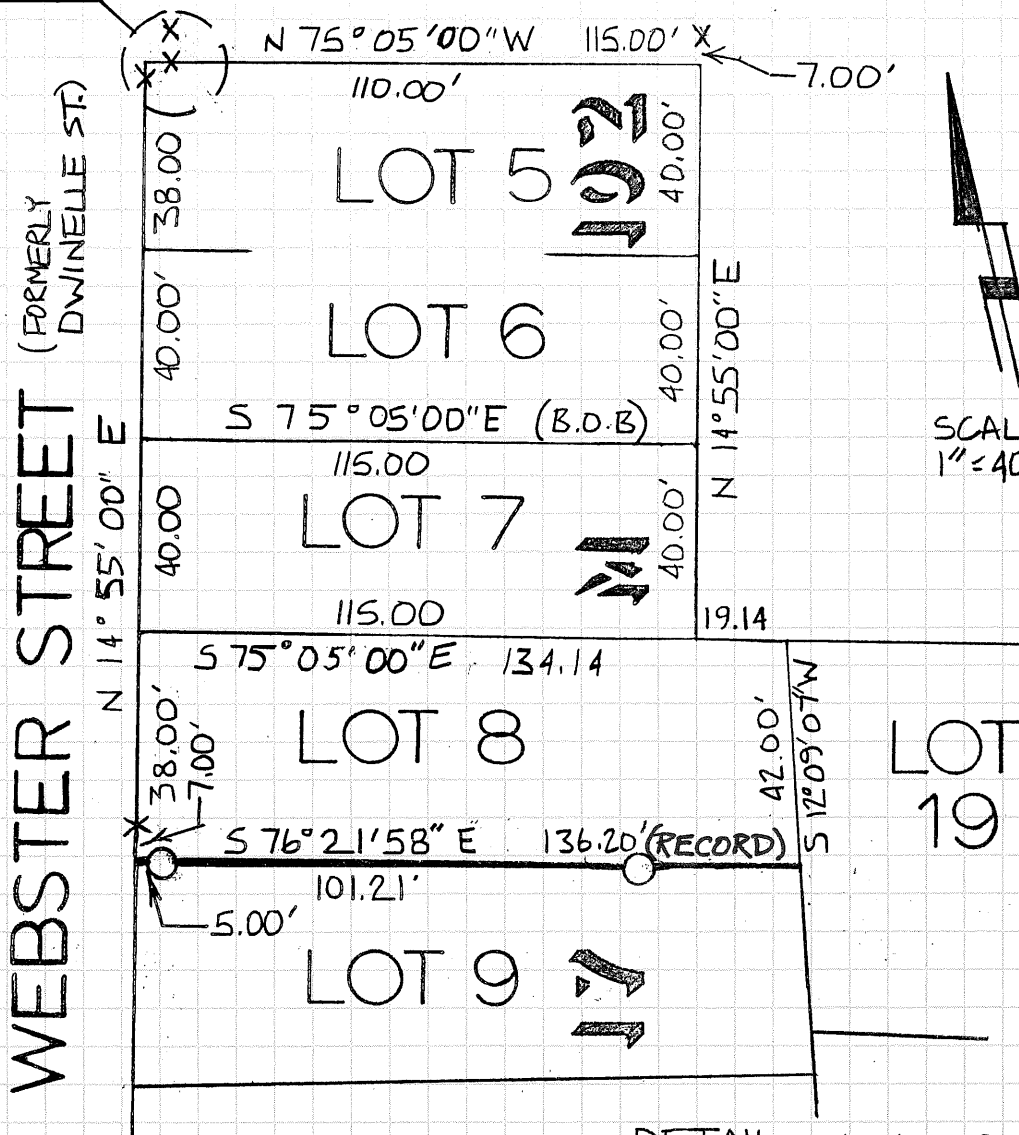 N 75° 05'00" W 115.00' X
7.00'
110.00'
(FORMERLY
DWINELLE ST.)
38.00
LOT 5
192
40.00'
40.00'
LOT 6
40.00'
N 14° 55'00" E
S 75° 05'00" E (B.O.B)
SCAL
1" = 40
115.00
WEBSTER STREET
N 14° 55' 00" E
40.00
LOT 7
40.00'
115.00
19.14
S 75° 05' 00" E 134.14
38.00'
7.00'
LOT 8
42.00'
S 12° 09' 07" W
LOT
19
X
S 76° 21' 58" E 136.20' (RECORD)
101.21'
5.00'
LOT 9
17